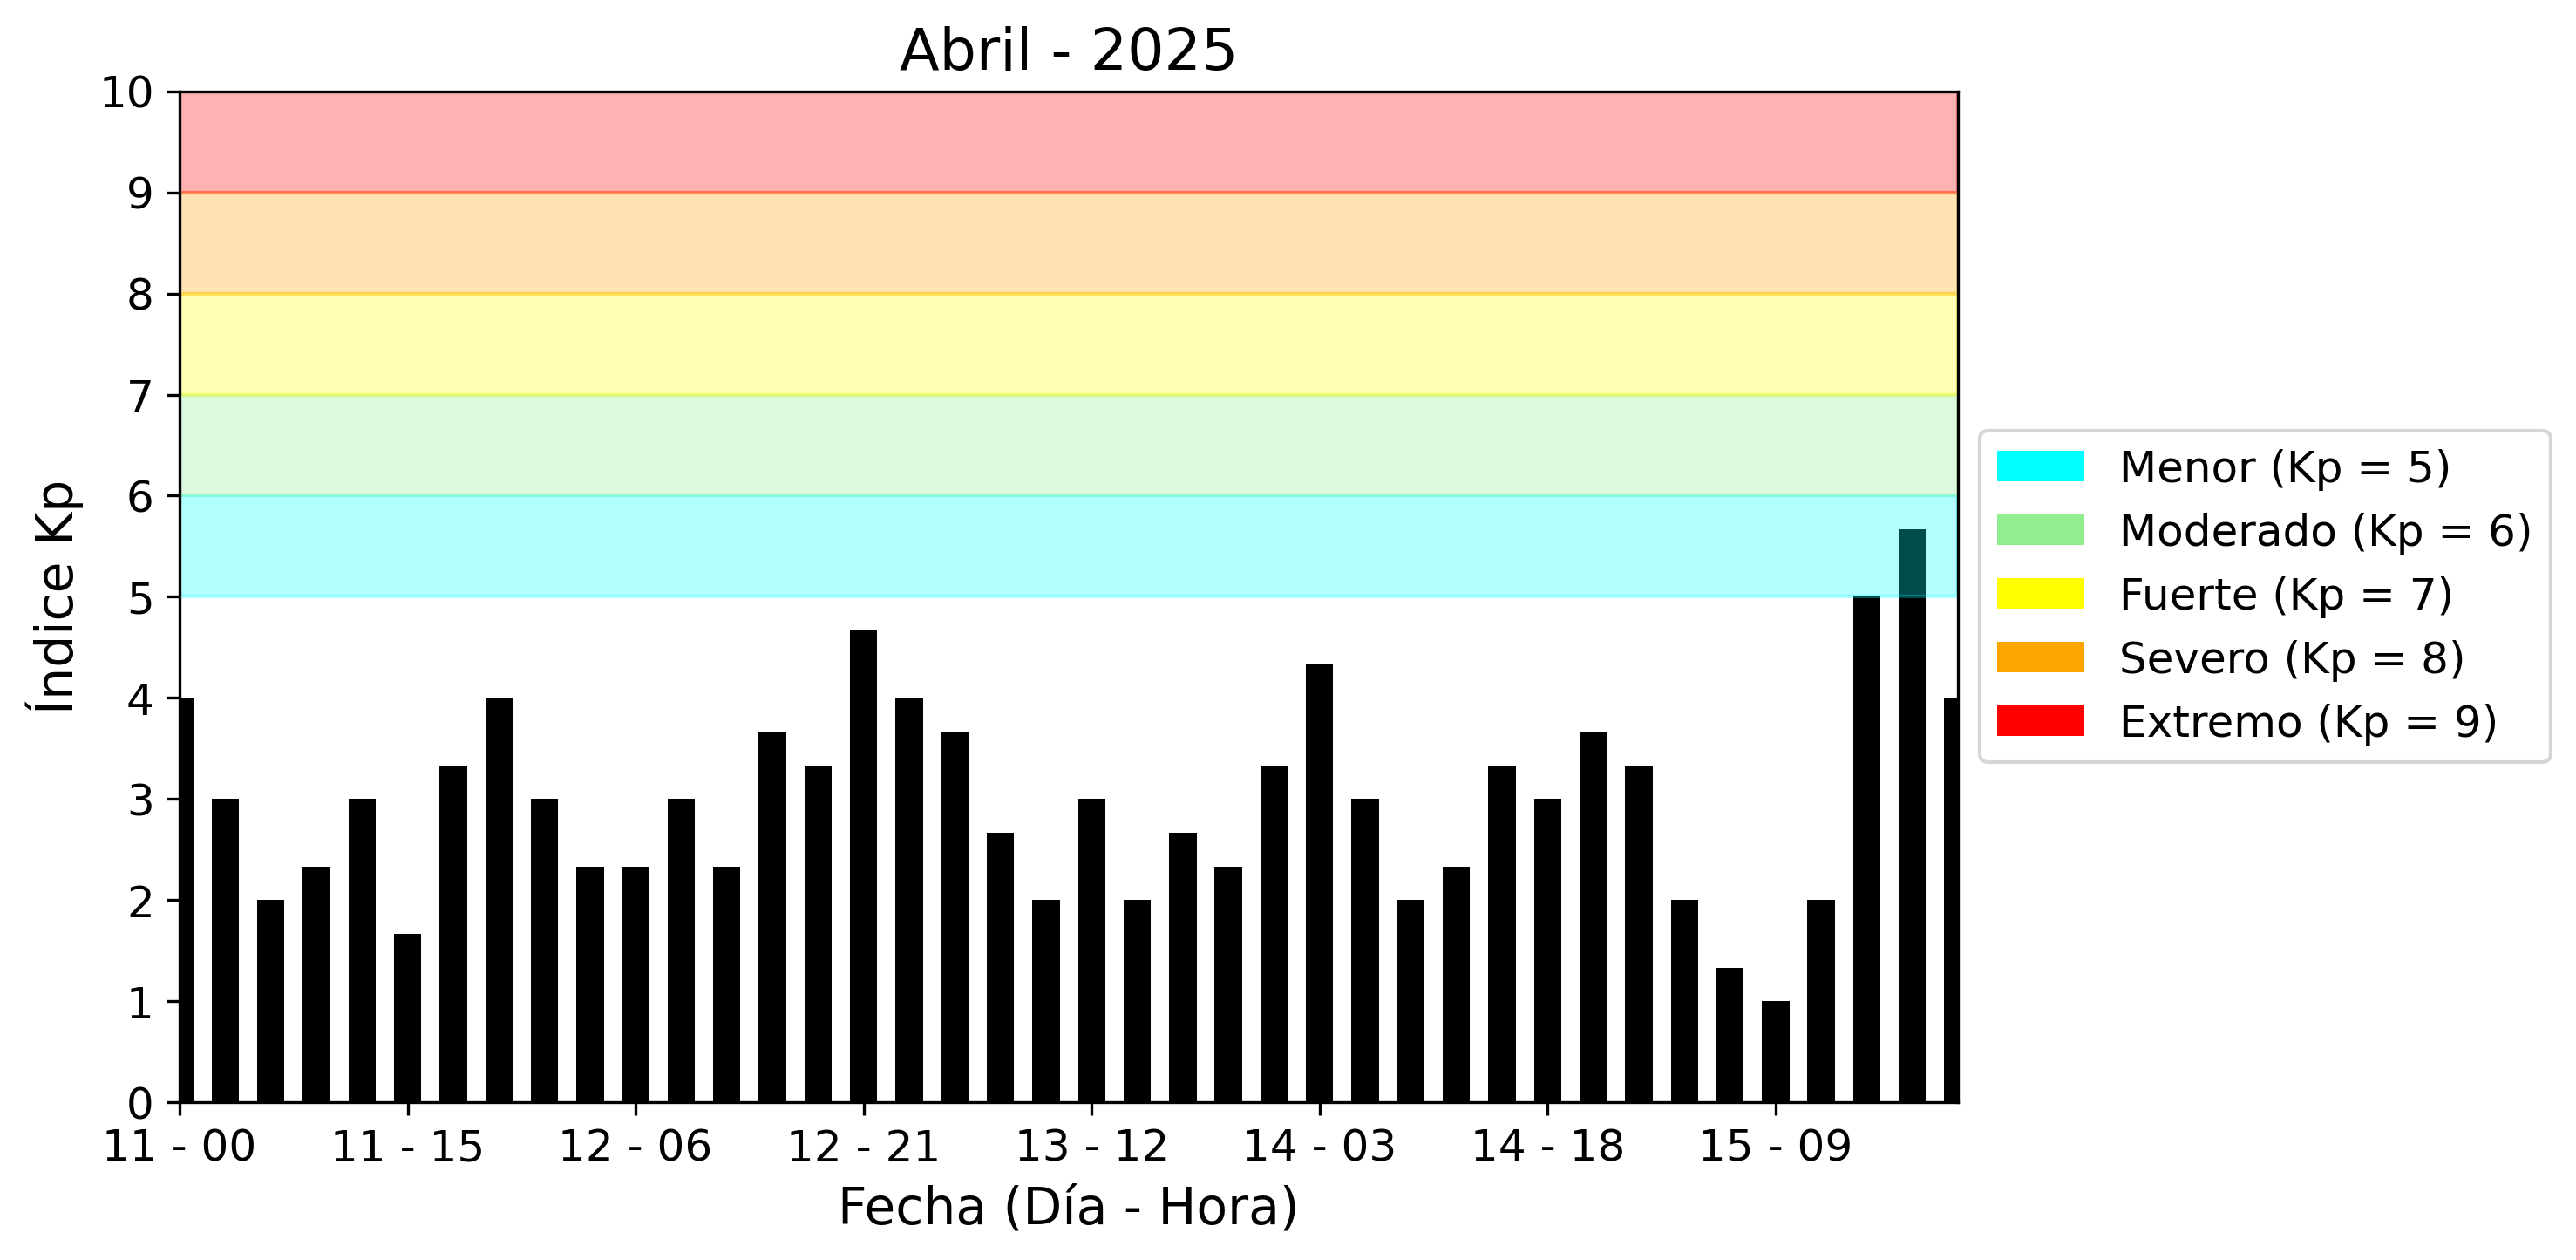 Abril - 2025
10
9
8
7
6
5
4
3
2
1
0
Índice Kp
11 - 00
11 - 15
12 - 06
12 - 21
13 - 12
14 - 03
14 - 18
15 - 09
Fecha (Día - Hora)
Menor (Kp = 5)
Moderado (Kp = 6)
Fuerte (Kp = 7)
Severo (Kp = 8)
Extremo (Kp = 9)